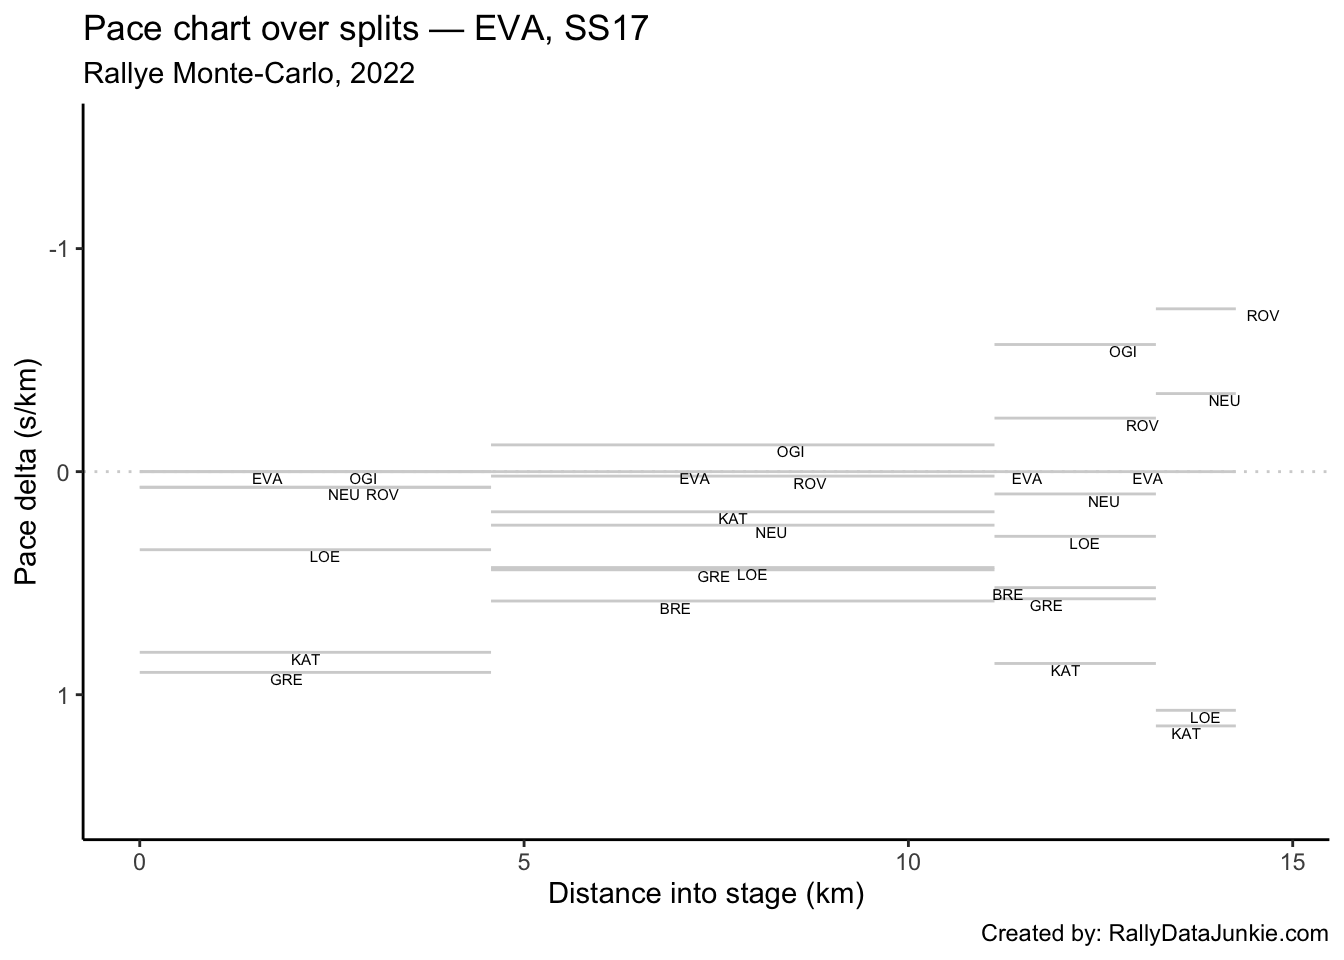 Pace chart over splits — EVA, SS17
Rallye Monte-Carlo, 2022
Pace delta (s/km)
-1
0
1
ROV
OGI
NEU
ROV
OGI
EVA OGI EVA EVA EVA
ROV
NEU ROV
NEU
KAT
NEU
LOE
LOE
GRE LOE
BRE
GRE
BRE
KAT
KAT
GRE
LOE
KAT
0 5 10 15
Distance into stage (km)
Created by: RallyDataJunkie.com